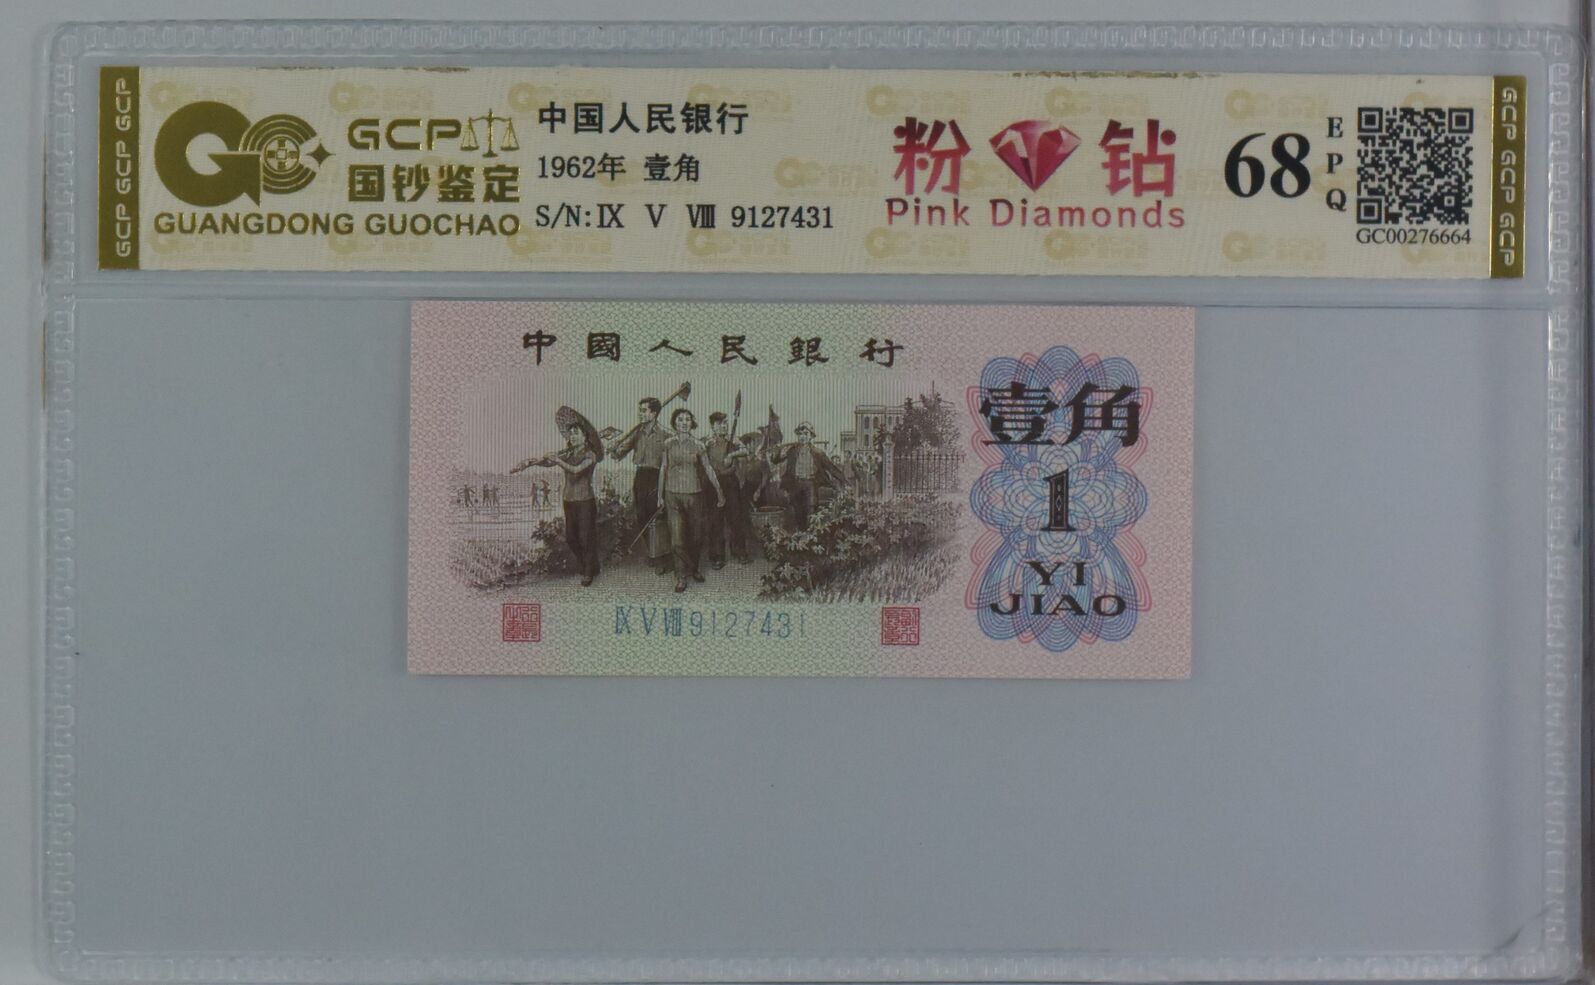 GCP GCP GCP
GCP
国钞鉴定
GUANGDONG GUOCHAO
中国人民银行
1962年 壹角
S/N:Ⅸ Ⅴ Ⅷ 9127431
粉钻
Pink Diamonds
68
EPQ
GC00276664
GCP GCP GCP
中國人民銀行
壹角
1
YI
JIAO
ⅨⅤⅧ9127431